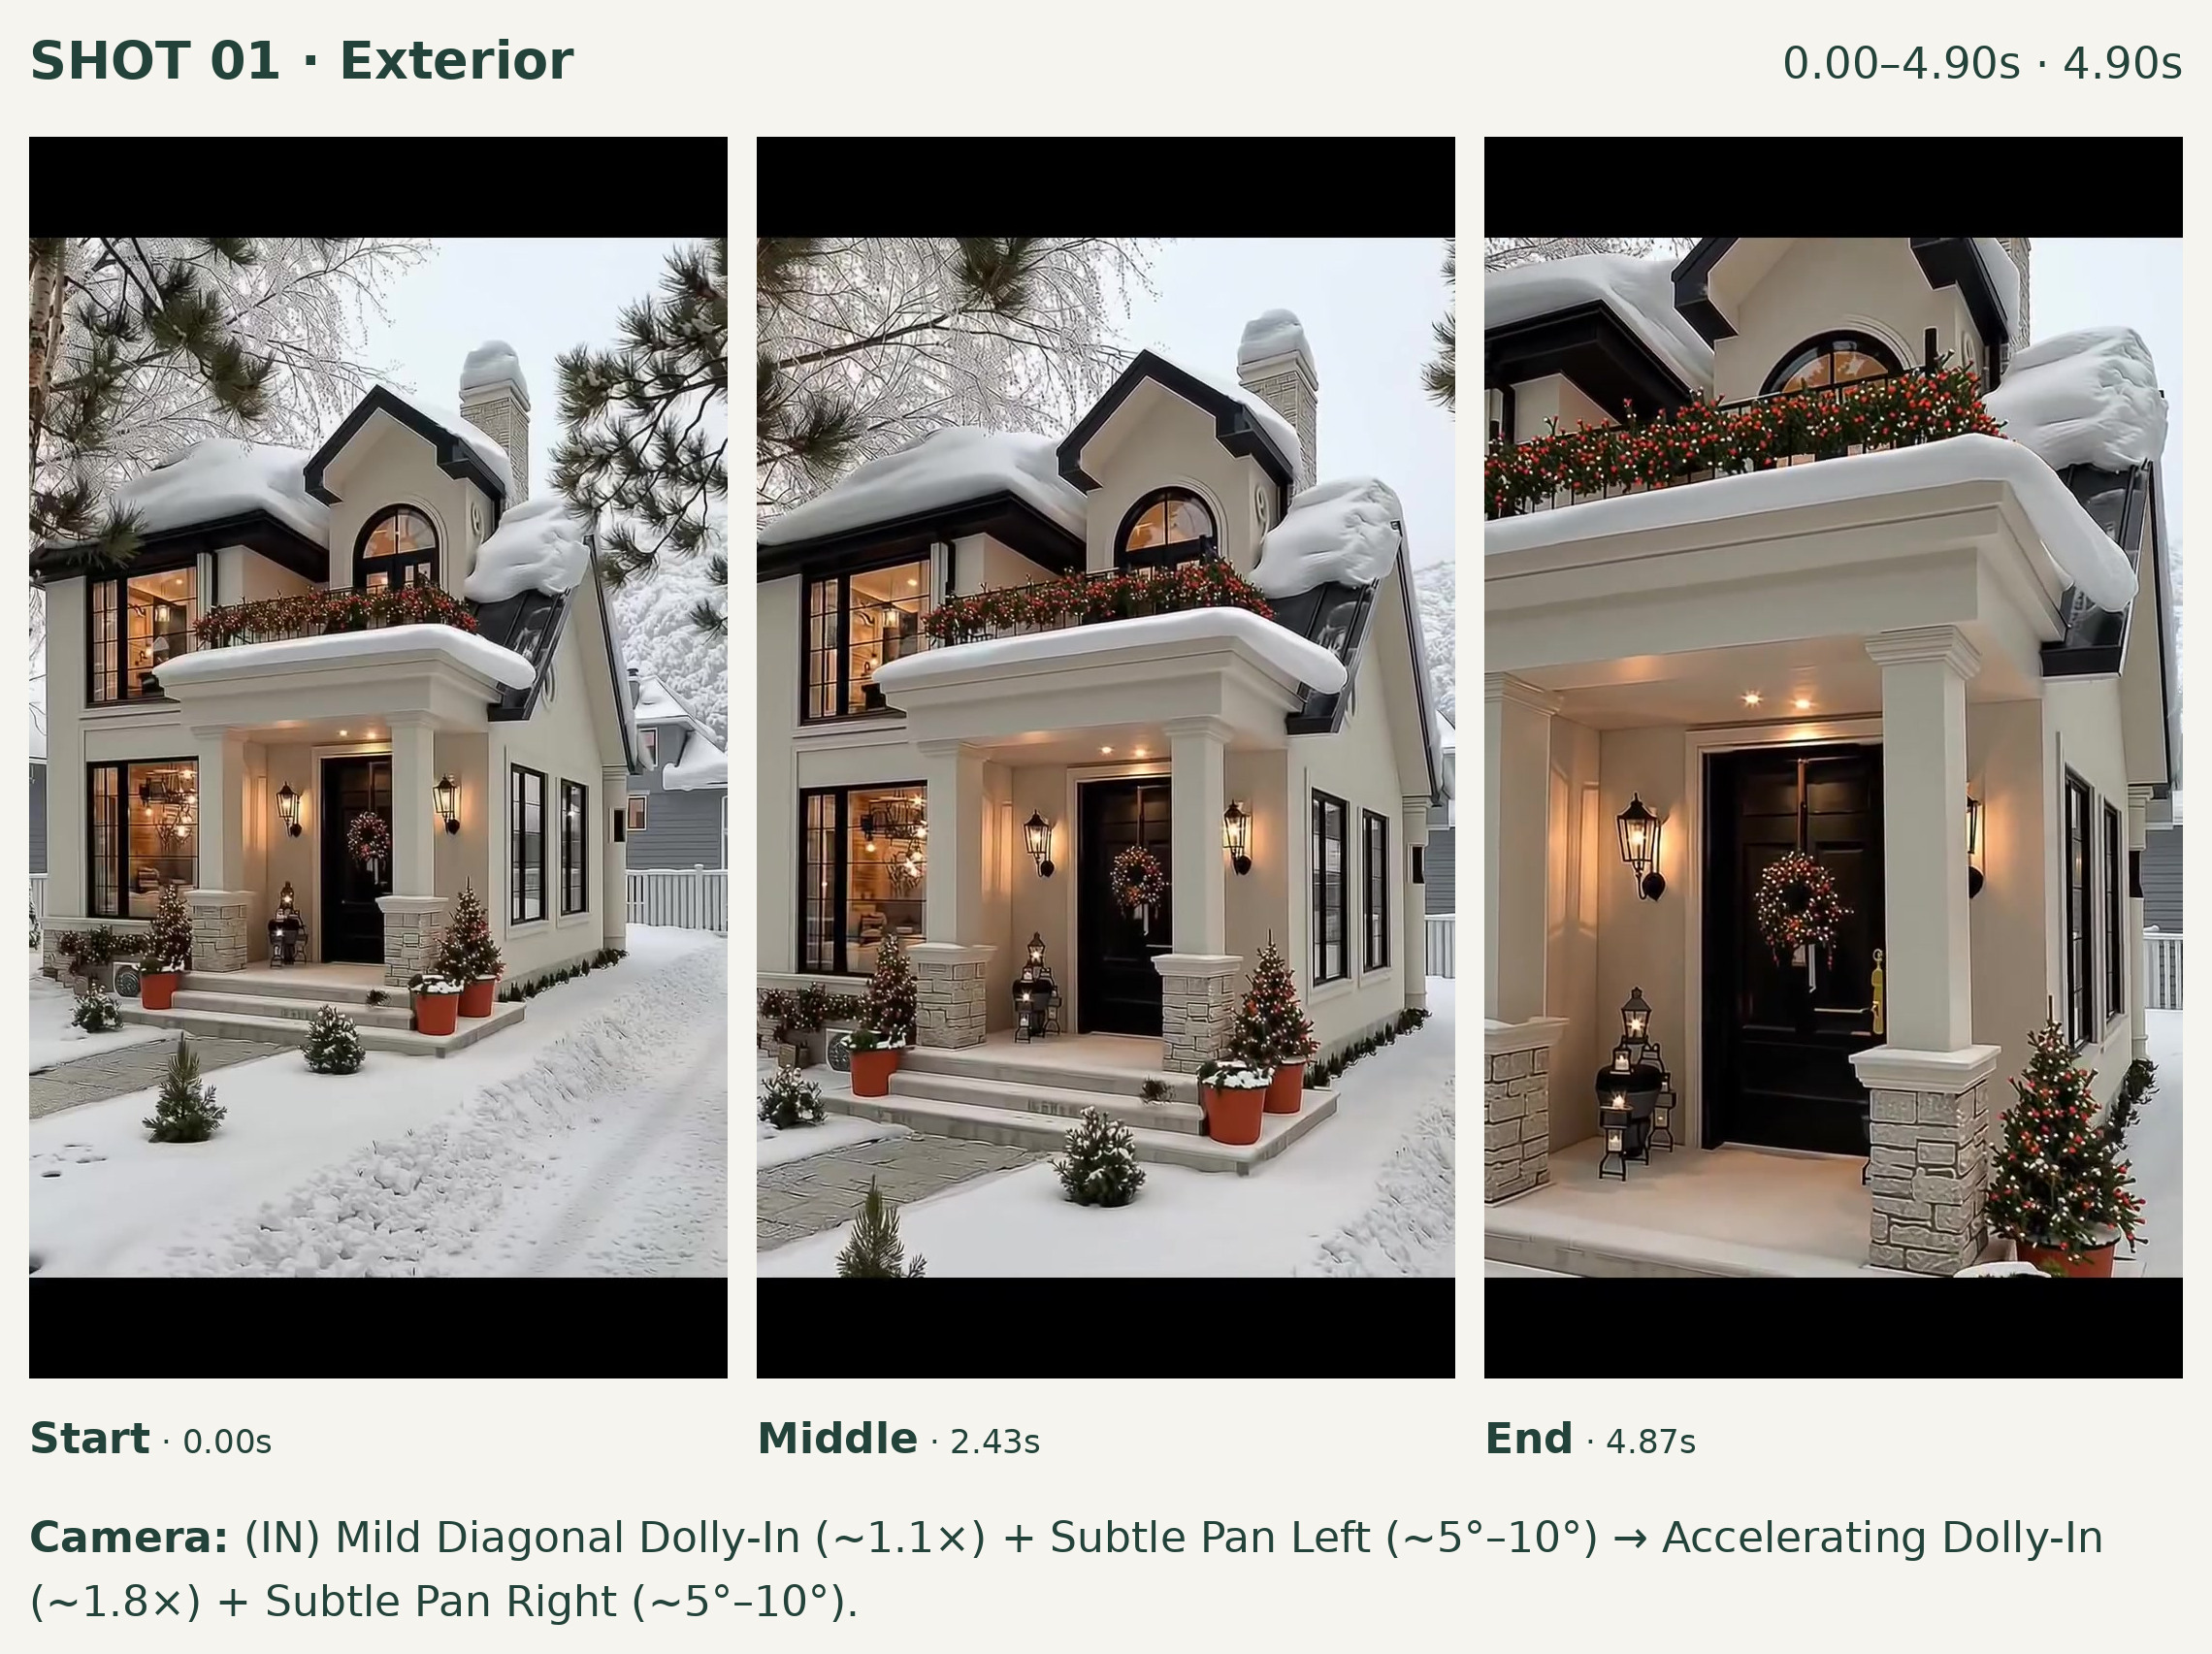 SHOT 01 · Exterior
0.00–4.90s · 4.90s
Start · 0.00s
Middle · 2.43s
End · 4.87s
Camera: (IN) Mild Diagonal Dolly-In (~1.1×) + Subtle Pan Left (~5°–10°) → Accelerating Dolly-In
(~1.8×) + Subtle Pan Right (~5°–10°).